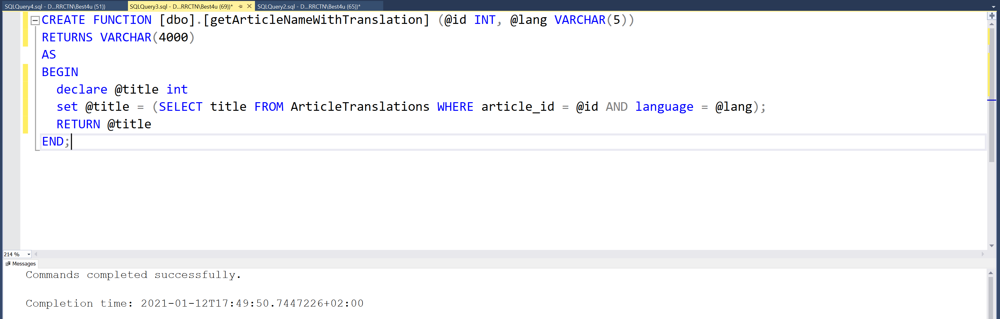 SQLQuery4.sql - D...RRCTN\Best4u (51))
SQLQuery3.sql - D...RRCTN\Best4u (69))*
SQLQuery2.sql - D...RRCTN\Best4u (65))*
CREATE FUNCTION [dbo].[getArticleNameWithTranslation] (@id INT, @lang VARCHAR(5))
RETURNS VARCHAR(4000)
AS
BEGIN
  declare @title int
  set @title = (SELECT title FROM ArticleTranslations WHERE article_id = @id AND language = @lang);
  RETURN @title
END;
214 %
Messages
Commands completed successfully.
Completion time: 2021-01-12T17:49:50.7447226+02:00